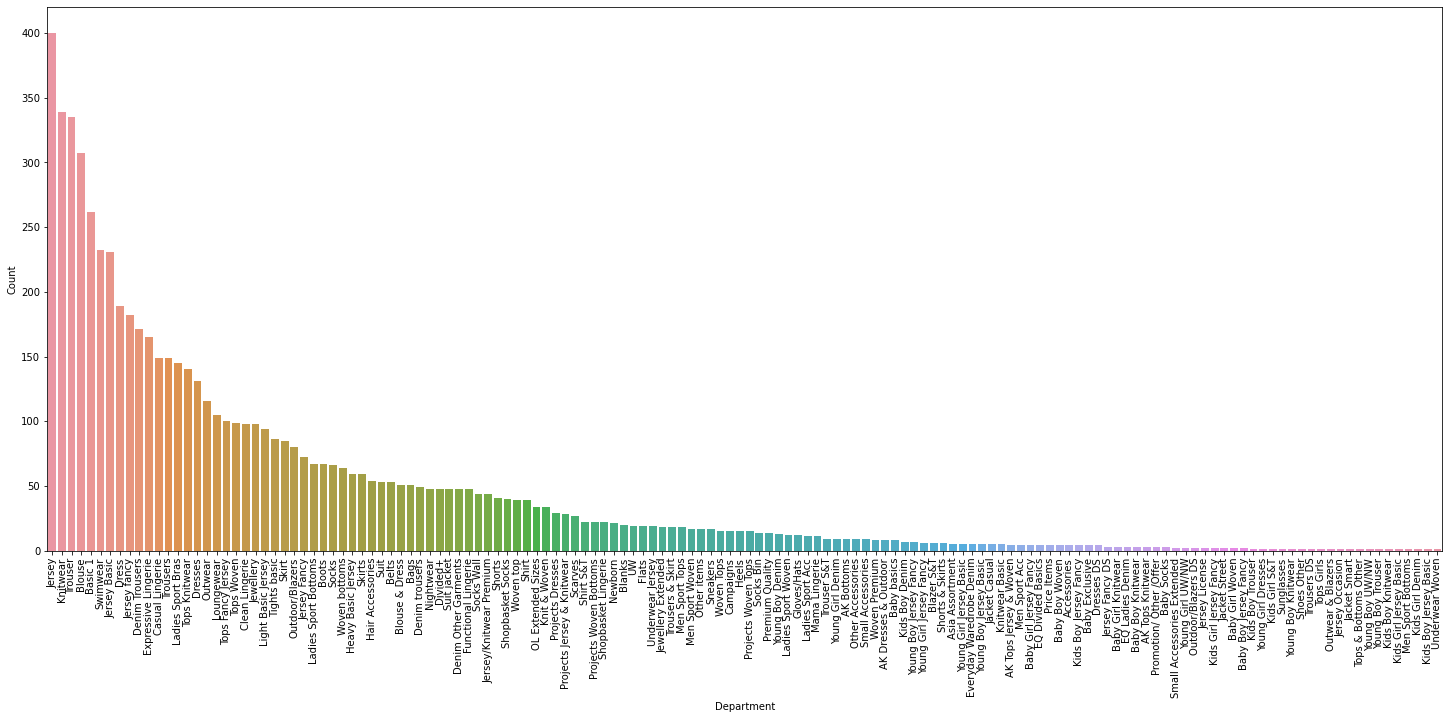 400
350
300
250
200
150
100
50
0
Count
Jersey
Knitwear
Trouser
Blouse
Basic 1
Swimwear
Jersey Basic
Dress
Jersey fancy
Denim Trousers
Expressive Lingerie
Casual Lingerie
Trousers
Ladies Sport Bras
Tops Knitwear
Dresses
Outwear
Loungewear
Tops Fancy Jersey
Tops Woven
Clean Lingerie
Jewellery
Light Basic Jersey
Tights basic
Skirt
Outdoor/Blazers
Jersey Fancy
Ladies Sport Bottoms
Boots
Socks
Woven bottoms
Heavy Basic Jersey
Skirts
Hair Accessories
Suit
Belts
Blouse & Dress
Bags
Denim trousers
Nightwear
Divided+
Suit jacket
Denim Other Garments
Functional Lingerie
Socks Wall
Jersey/Knitwear Premium
Shorts
Shopbasket Socks
Woven top
Shirt
OL Extended Sizes
Knit & Woven
Projects Dresses
Projects Jersey & Knitwear
Scarves
Shirt S&T
Projects Woven Bottoms
Shopbasket Lingerie
Newborn
Blanks
UW
Flats
Underwear Jersey
Jewellery Extended
Trousers & Skirt
Men Sport Tops
Men Sport Woven
Other items
Sneakers
Woven Tops
Campaigns
Heels
Projects Woven Tops
Socks Bin
Premium Quality
Young Boy Denim
Ladies Sport Woven
Gloves/Hats
Ladies Sport Acc
Mama Lingerie
Trouser S&T
Young Girl Denim
AK Bottoms
Other Accessories
Small Accessories
Woven Premium
AK Dresses & Outdoor
Baby basics
Kids Boy Denim
Young Boy Jersey Fancy
Young Girl Jersey Fancy
Blazer S&T
Shorts & Skirts
Asia Assortment
Young Girl Jersey Basic
Everyday Waredrobe Denim
Young Boy Jersey Basic
Jacket Casual
Knitwear Basic
AK Tops Jersey & Woven
Men Sport Acc
Baby Girl Jersey Fancy
EQ Divided Basics
Price Items
Baby Boy Woven
Accessories
Kids Boy Jersey Fancy
Baby Exclusive
Dresses DS
Jersey Fancy DS
Baby Girl Knitwear
EQ Ladies Denim
Baby Boy Knitwear
AK Tops Knitwear
Promotion/ Other /Offer
Baby Socks
Small Accessories Extended
Young Girl UW/NW
Outdoor/Blazers DS
Jersey License
Kids Girl Jersey Fancy
Jacket Street
Baby Girl Woven
Baby Boy Jersey Fancy
Kids Boy Trouser
Young Girl Dresses
Kids Girl S&T
Sunglasses
Young Boy Knitwear
Shoes Other
Trousers DS
Tops Girls
Outwear & Blazers
Jersey Occasion
Jacket Smart
Tops & Bottoms Other
Young Boy UW/NW
Young Boy Trouser
Kids Boy Knitwear
Kids Girl Jersey Basic
Men Sport Bottoms
Kids Girl Denim
Kids Boy Jersey Basic
Underwear Woven
Department